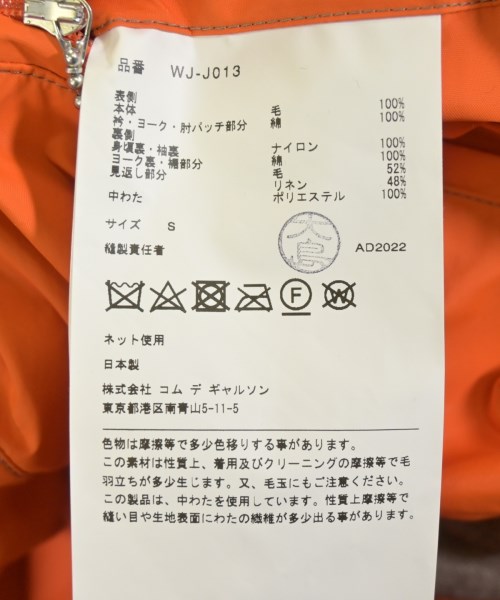 品番 WJ-J013
表側
本体 毛 100%
衿・ヨーク・肘パッチ部分 綿 100%
裏側
身頃裏・袖裏 ナイロン 100%
ヨーク裏・裾部分 綿 100%
見返し部分 毛 52%
リネン 48%
中わた ポリエステル 100%
サイズ S
縫製責任者 大島 AD2022
F W
ネット使用
日本製
株式会社 コム デ ギャルソン
東京都港区南青山5-11-5
色物は摩擦等で多少色移りする事があります。
この素材は性質上、着用及びクリーニングの摩擦等で毛
羽立ちが多少生じます。又、毛玉にもご注意ください。
この製品は、中わたを使用しています。性質上摩擦等で
縫い目や生地表面にわたの繊維が多少出る事があります。